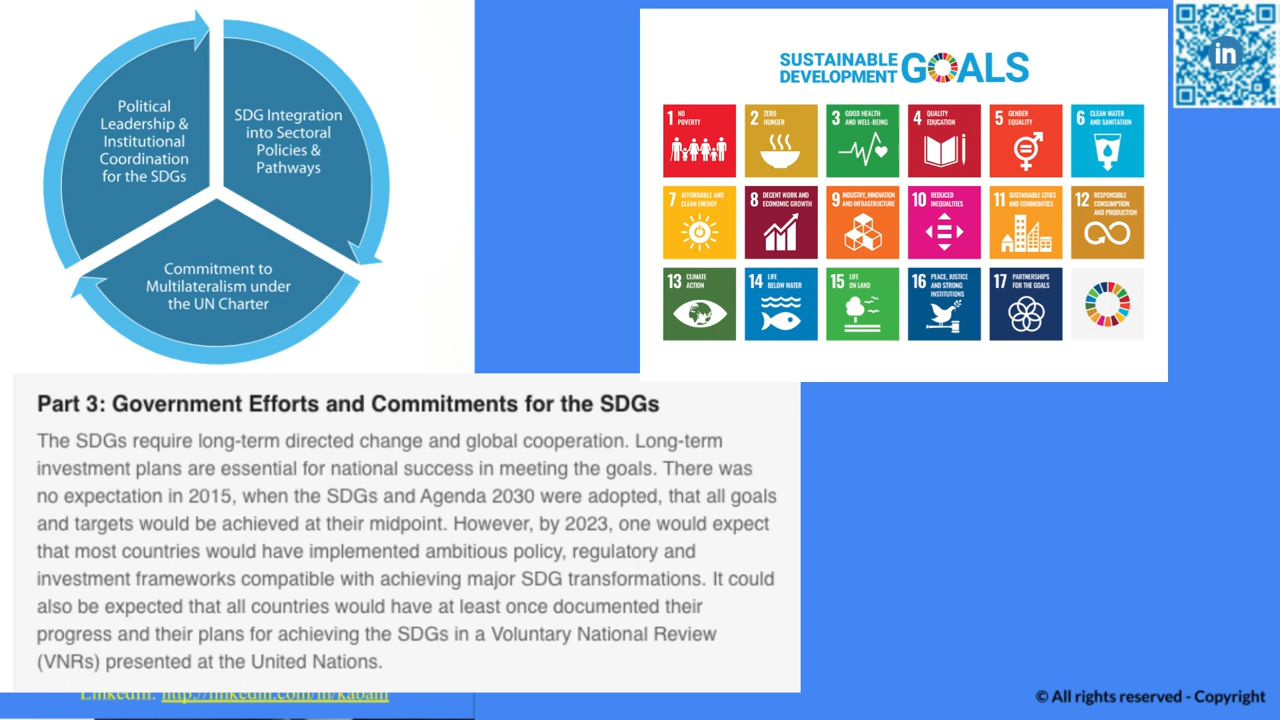 Political
Leadership &
Institutional
Coordination
for the SDGs
SDG Integration
into Sectoral
Policies &
Pathways
Commitment to
Multilateralism under
the UN Charter
SUSTAINABLE
DEVELOPMENT
GOALS
1 NO
POVERTY
2 ZERO
HUNGER
3 GOOD HEALTH
AND WELL-BEING
4 QUALITY
EDUCATION
5 GENDER
EQUALITY
6 CLEAN WATER
AND SANITATION
7 AFFORDABLE AND
CLEAN ENERGY
8 DECENT WORK AND
ECONOMIC GROWTH
9 INDUSTRY, INNOVATION
AND INFRASTRUCTURE
10 REDUCED
INEQUALITIES
11 SUSTAINABLE CITIES
AND COMMUNITIES
12 RESPONSIBLE
CONSUMPTION
AND PRODUCTION
13 CLIMATE
ACTION
14 LIFE
BELOW WATER
15 LIFE
ON LAND
16 PEACE, JUSTICE
AND STRONG
INSTITUTIONS
17 PARTNERSHIPS
FOR THE GOALS
in
Part 3: Government Efforts and Commitments for the SDGs
The SDGs require long-term directed change and global cooperation. Long-term
investment plans are essential for national success in meeting the goals. There was
no expectation in 2015, when the SDGs and Agenda 2030 were adopted, that all goals
and targets would be achieved at their midpoint. However, by 2023, one would expect
that most countries would have implemented ambitious policy, regulatory and
investment frameworks compatible with achieving major SDG transformations. It could
also be expected that all countries would have at least once documented their
progress and their plans for achieving the SDGs in a Voluntary National Review
(VNRs) presented at the United Nations.
LinkedIn:
© All rights reserved - Copyright